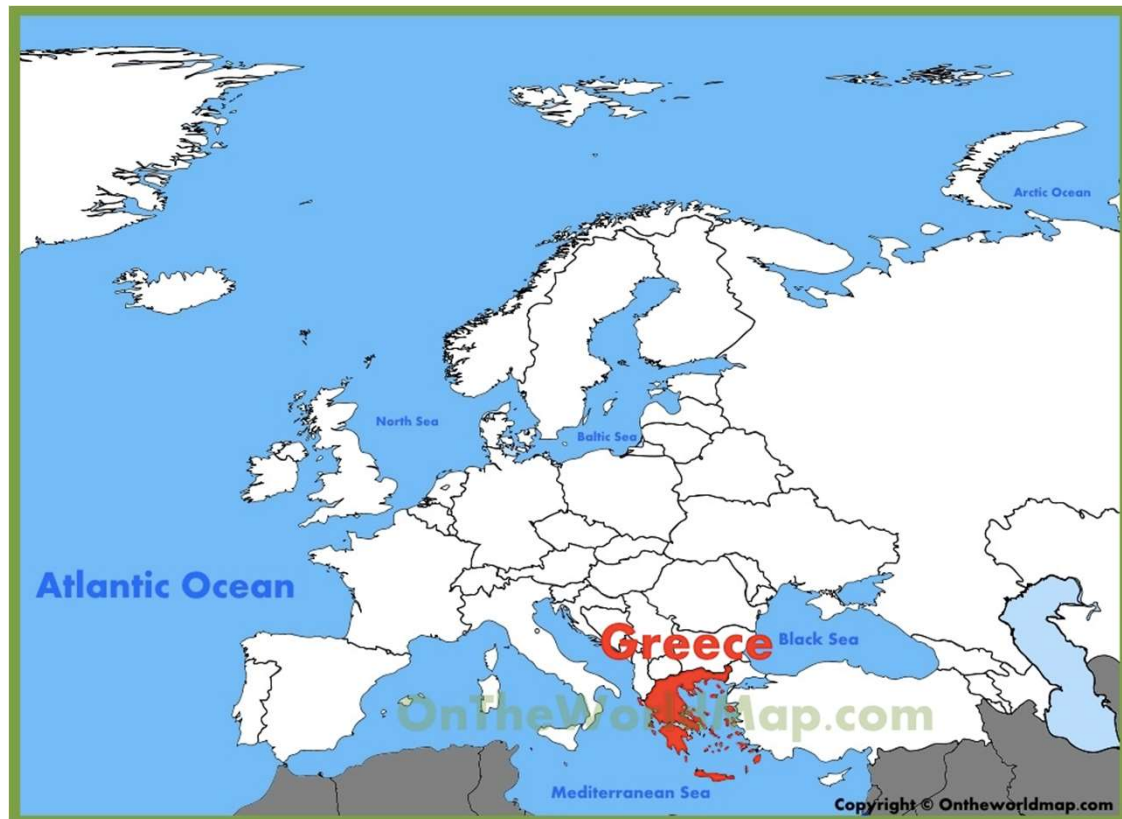 Arctic Ocean
North Sea
Baltic Sea
Atlantic Ocean
Greece
Black Sea
OnTheWorldMap.com
Mediterranean Sea
Copyright © Ontheworldmap.com